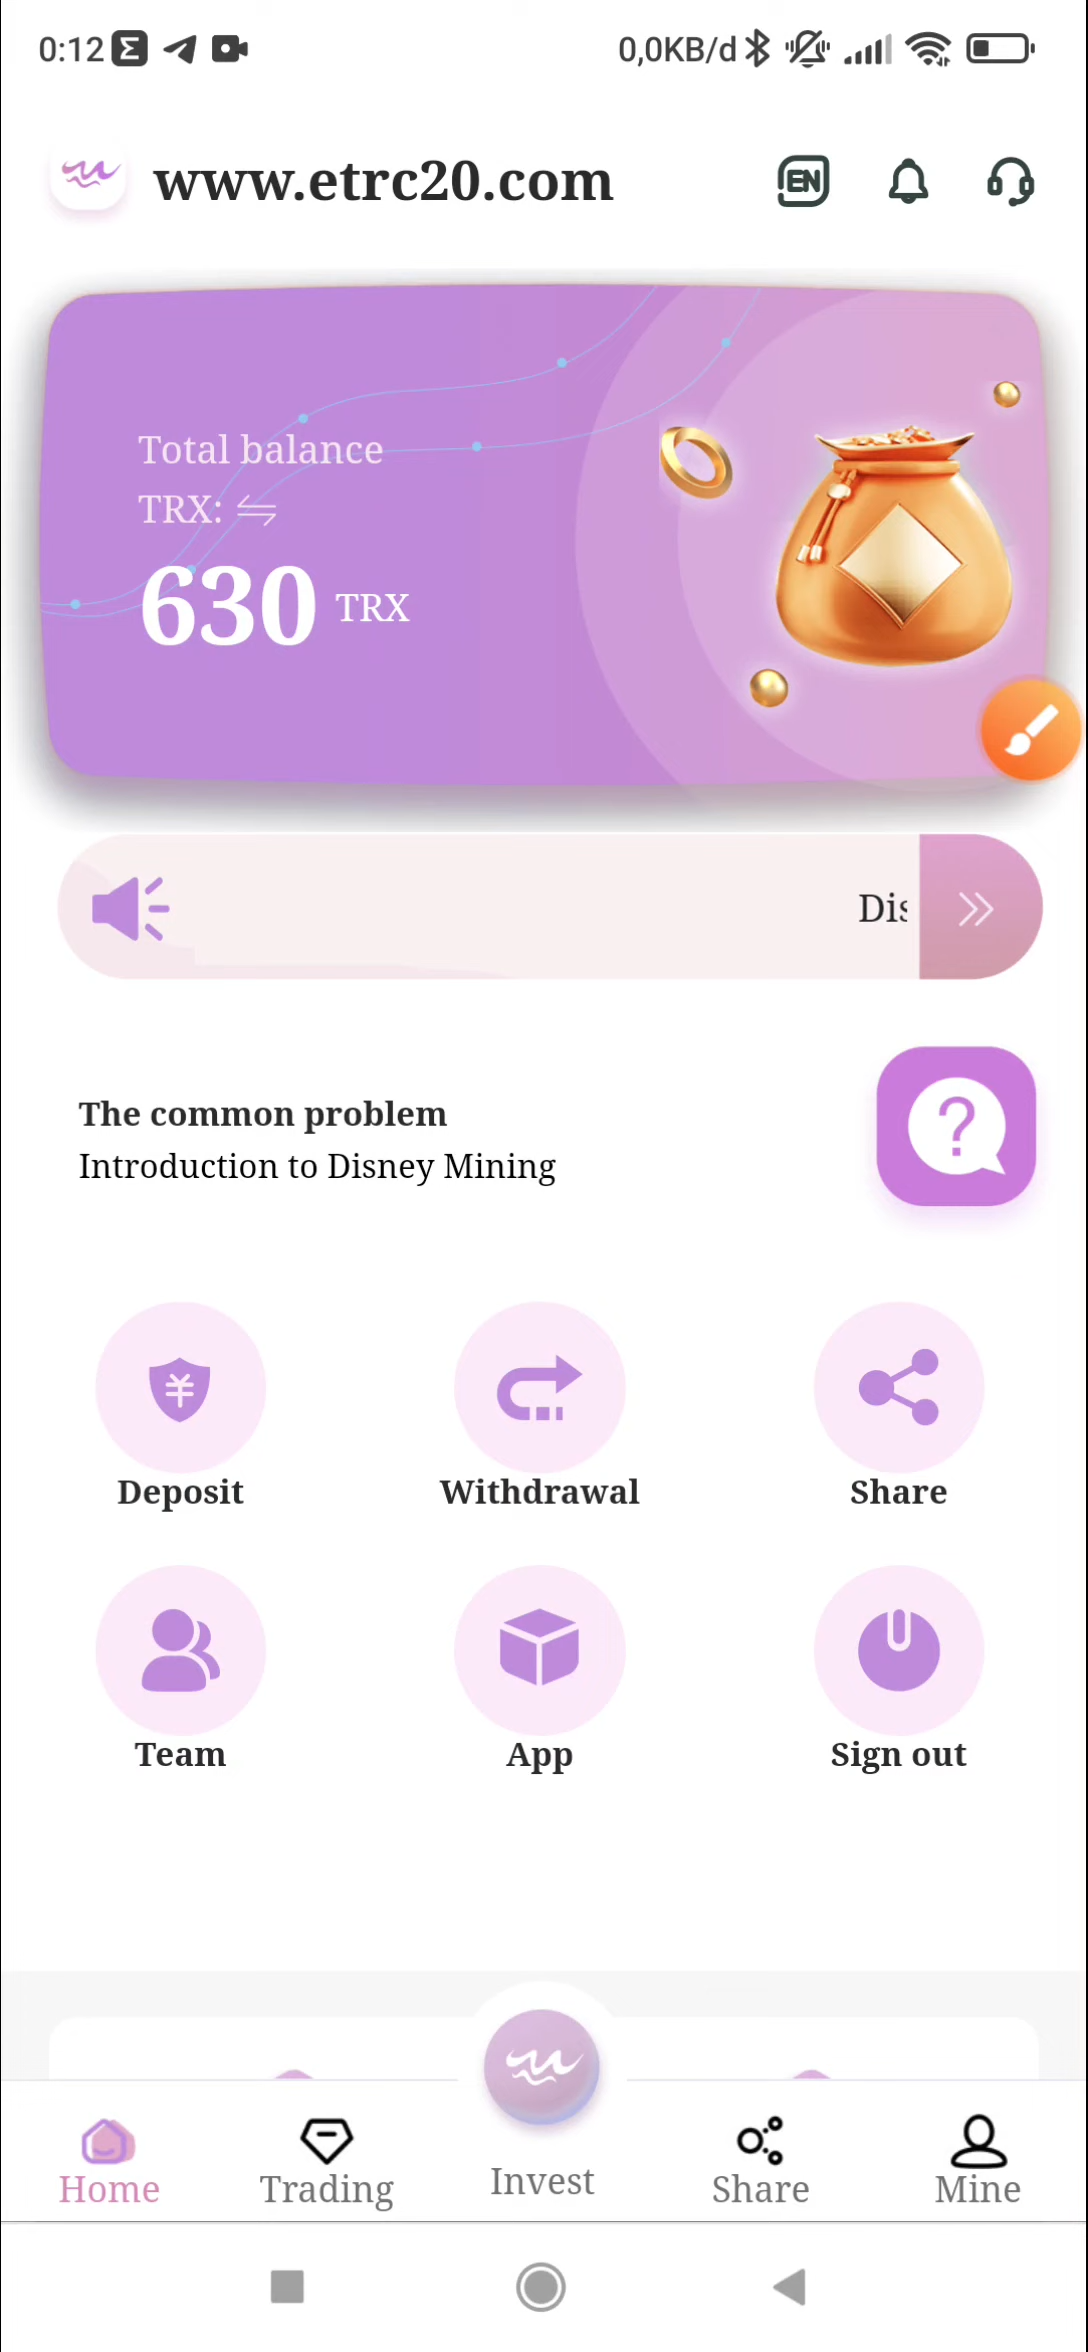 0:12
0,0KB/d
www.etrc20.com
EN
Total balance
TRX:
630 TRX
Dis
The common problem
Introduction to Disney Mining
Deposit
Withdrawal
Share
Team
App
Sign out
Home
Trading
Invest
Share
Mine